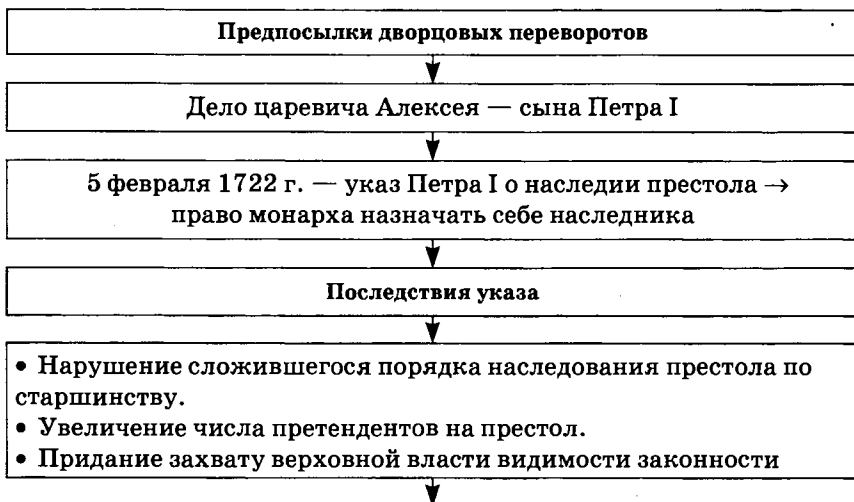 Предпосылки дворцовых переворотов
Дело царевича Алексея — сына Петра I
5 февраля 1722 г. — указ Петра I о наследии престола →
право монарха назначать себе наследника
Последствия указа
• Нарушение сложившегося порядка наследования престола по
старшинству.
• Увеличение числа претендентов на престол.
• Придание захвату верховной власти видимости законности